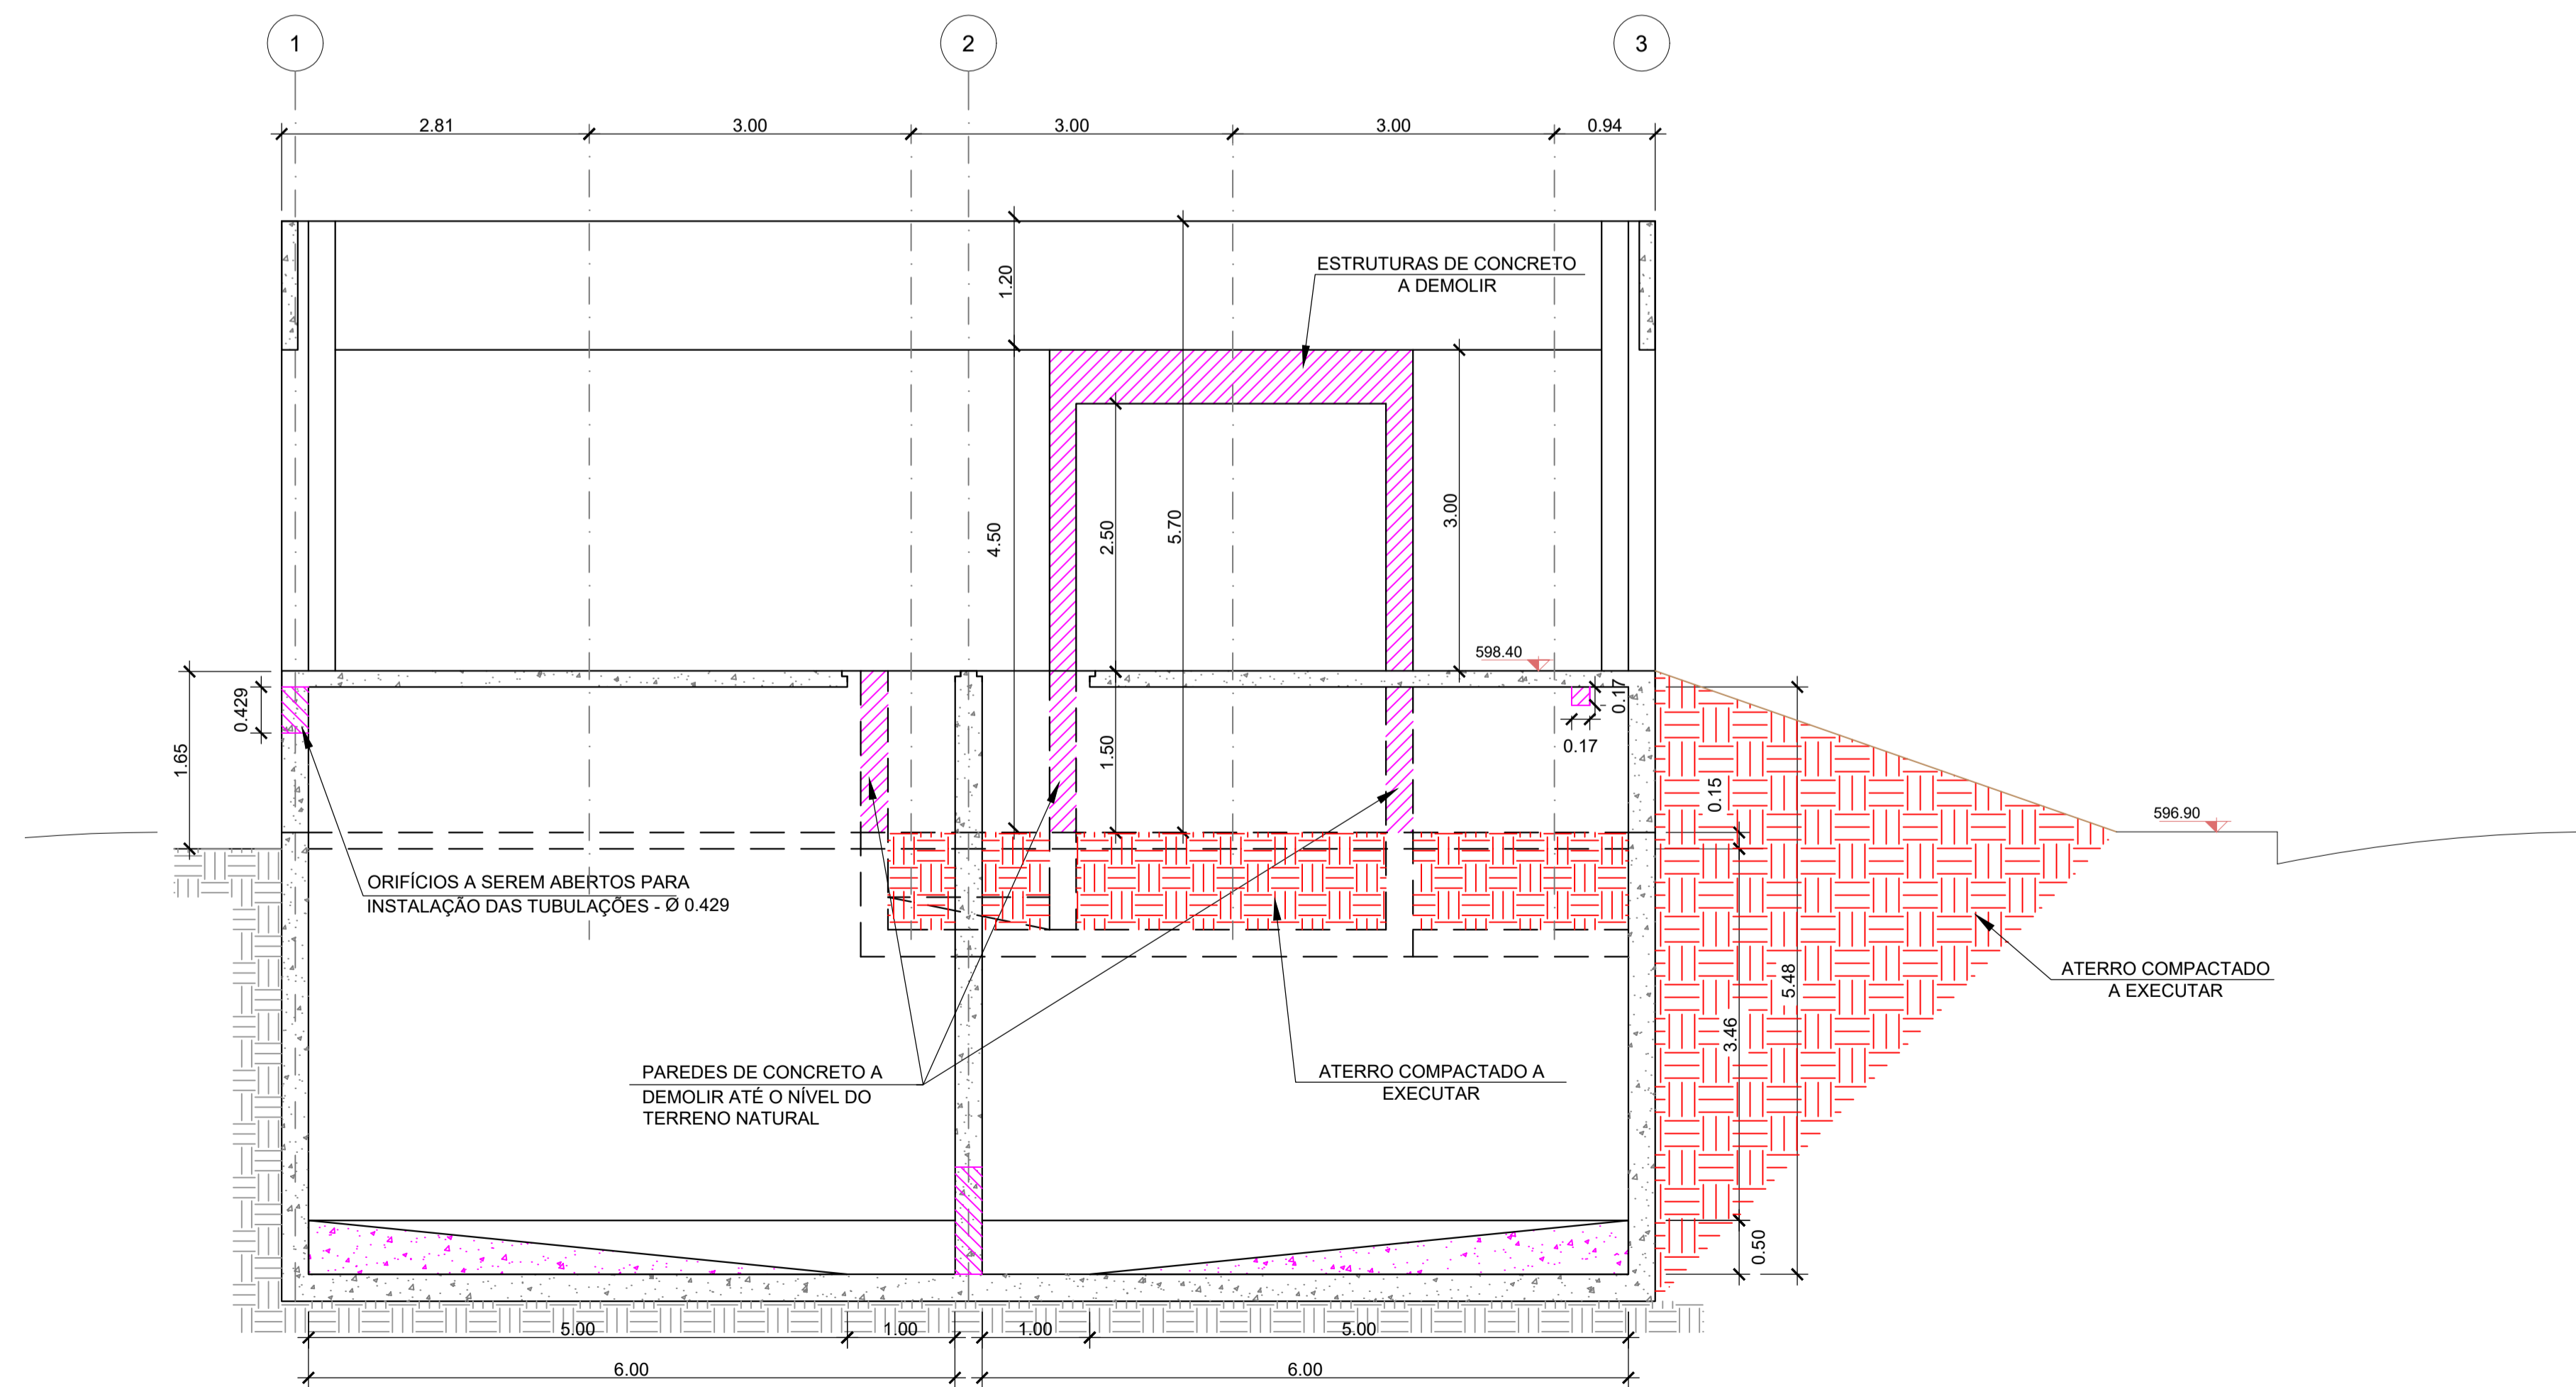 1
2
3
2.81
3.00
3.00
3.00
0.94
1.20
ESTRUTURAS DE CONCRETO
A DEMOLIR
4.50
2.50
5.70
3.00
598.40
0.429
1.65
0.17
0.17
1.50
0.15
596.90
ORIFÍCIOS A SEREM ABERTOS PARA
INSTALAÇÃO DAS TUBULAÇÕES - Ø 0.429
ATERRO COMPACTADO
A EXECUTAR
5.48
3.46
PAREDES DE CONCRETO A
DEMOLIR ATÉ O NÍVEL DO
TERRENO NATURAL
ATERRO COMPACTADO A
EXECUTAR
0.50
5.00
1.00
1.00
5.00
6.00
6.00